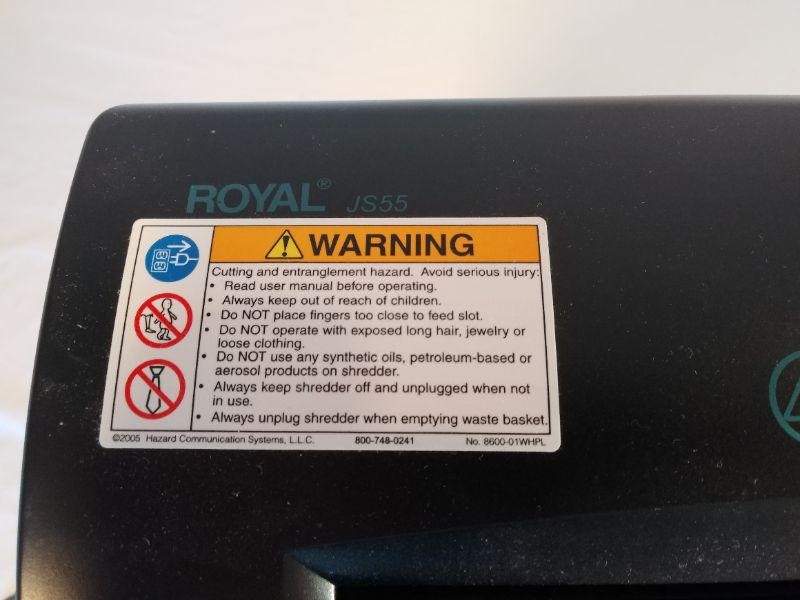 ROYAL® JS55
WARNING
Cutting and entranglement hazard. Avoid serious injury:
• Read user manual before operating.
• Always keep out of reach of children.
• Do NOT place fingers too close to feed slot.
• Do NOT operate with exposed long hair, jewelry or
loose clothing.
• Do NOT use any synthetic oils, petroleum-based or
aerosol products on shredder.
• Always keep shredder off and unplugged when not
in use.
• Always unplug shredder when emptying waste basket.
©2005 Hazard Communication Systems, L.L.C. 800-748-0241 No. 8600-01WHPL